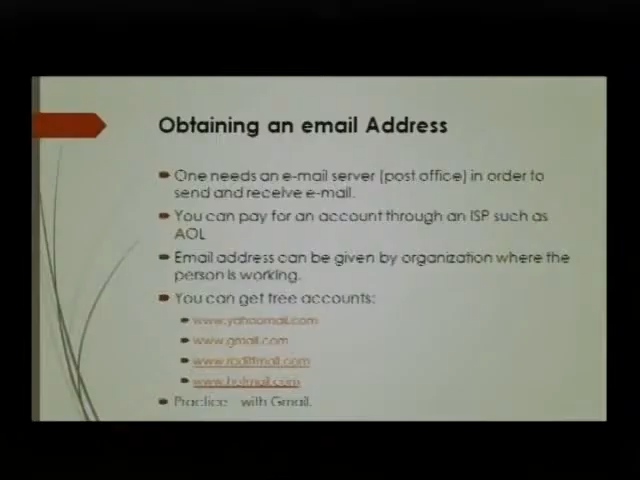 Obtaining an email Address
One needs an e-mail server (post office) in order to
send and receive e-mail.
You can pay for an account through an ISP such as
AOL
Email address can be given by organization where the
person is working.
You can get free accounts:
www.yahoomail.com
www.gmail.com
www.rediffmail.com
www.hotmail.com
Practice with Gmail.